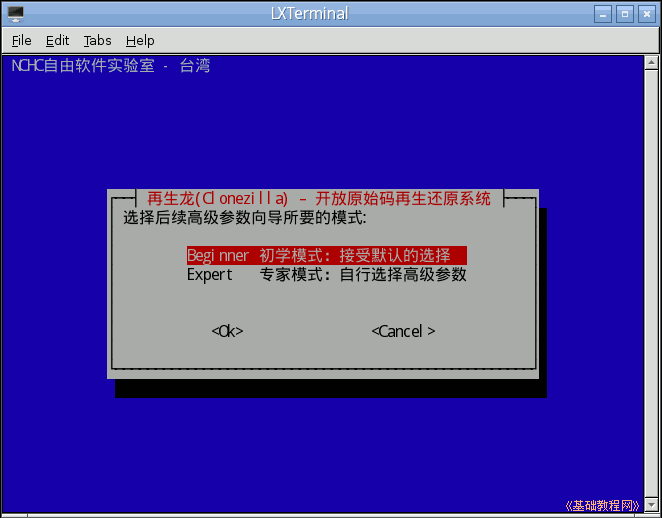 LXTerminal
File Edit Tabs Help
NCHC自由软件实验室 - 台湾
再生龙(Clonezilla) - 开放原始码再生还原系统
选择后续高级参数向导所要的模式:
Beginner 初学模式: 接受默认的选择
Expert 专家模式: 自行选择高级参数
<Ok> <Cancel>
《基础教程网》